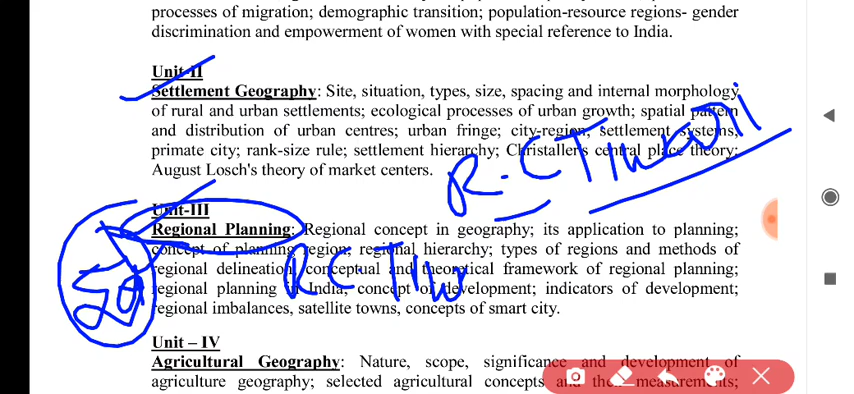 processes of migration; demographic transition; population-resource regions- gender
discrimination and empowerment of women with special reference to India.
Unit-II
Settlement Geography: Site, situation, types, size, spacing and internal morphology
of rural and urban settlements; ecological processes of urban growth; spatial pattern
and distribution of urban centres; urban fringe; city-region, settlement systems,
primate city; rank-size rule; settlement hierarchy; Christaller's central place theory;
August Losch's theory of market centers.
R.C Tiwari
Unit-III
Regional Planning: Regional concept in geography; its application to planning;
concept of planning region; regional hierarchy; types of regions and methods of
regional delineation, conceptual and theoretical framework of regional planning;
regional planning in India; concept of development; indicators of development;
regional imbalances, satellite towns, concepts of smart city.
R C Tiw
Unit – IV
Agricultural Geography: Nature, scope, significance and development of
agriculture geography; selected agricultural concepts and their measurements;